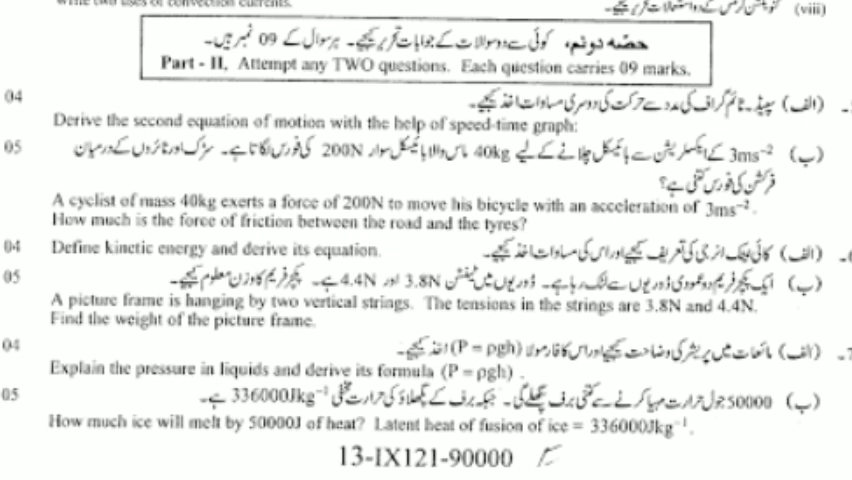 (viii)
حصّہ دوئم، کوئی سے دو سوالات کے جوابات تحریر کیجیے۔ ہر سوال کے 09 نمبر ہیں۔
Part - II, Attempt any TWO questions. Each question carries 09 marks.
(الف) سپیڈ۔ٹائم گراف کی مدد سے حرکت کی دوسری مساوات اخذ کیجیے۔ 04
Derive the second equation of motion with the help of speed-time graph:
(ب) 3ms⁻² کے ایکسلریشن سے بائیسکل چلانے کے لیے 40kg ماس والا بائیسکل سوار 200N کی فورس لگاتا ہے۔ سڑک اور ٹائروں کے درمیان 05
فرکشن کی فورس کتنی ہے؟
A cyclist of mass 40kg exerts a force of 200N to move his bicycle with an acceleration of 3ms⁻².
How much is the force of friction between the road and the tyres?
(الف) کائی نیٹک انرجی کی تعریف کیجیے اور اس کی مساوات اخذ کیجیے۔ Define kinetic energy and derive its equation. 04
(ب) ایک پکچر فریم دو عمودی ڈوریوں سے لٹک رہا ہے۔ ڈوریوں میں ٹینشن 3.8N اور 4.4N ہے۔ پکچر فریم کا وزن معلوم کیجیے۔ 05
A picture frame is hanging by two vertical strings. The tensions in the strings are 3.8N and 4.4N.
Find the weight of the picture frame.
7۔ (الف) مائعات میں پریشر کی وضاحت کیجیے اور اس کا فارمولا (P = ρgh) اخذ کیجیے۔ 04
Explain the pressure in liquids and derive its formula (P = ρgh) .
(ب) 50000 جول حرارت مہیا کرنے سے کتنی برف پگھلے گی۔ جبکہ برف کے پگھلاؤ کی حرارت مخفی 336000Jkg⁻¹ ہے۔ 05
How much ice will melt by 50000J of heat? Latent heat of fusion of ice = 336000Jkg⁻¹.
13-IX121-90000